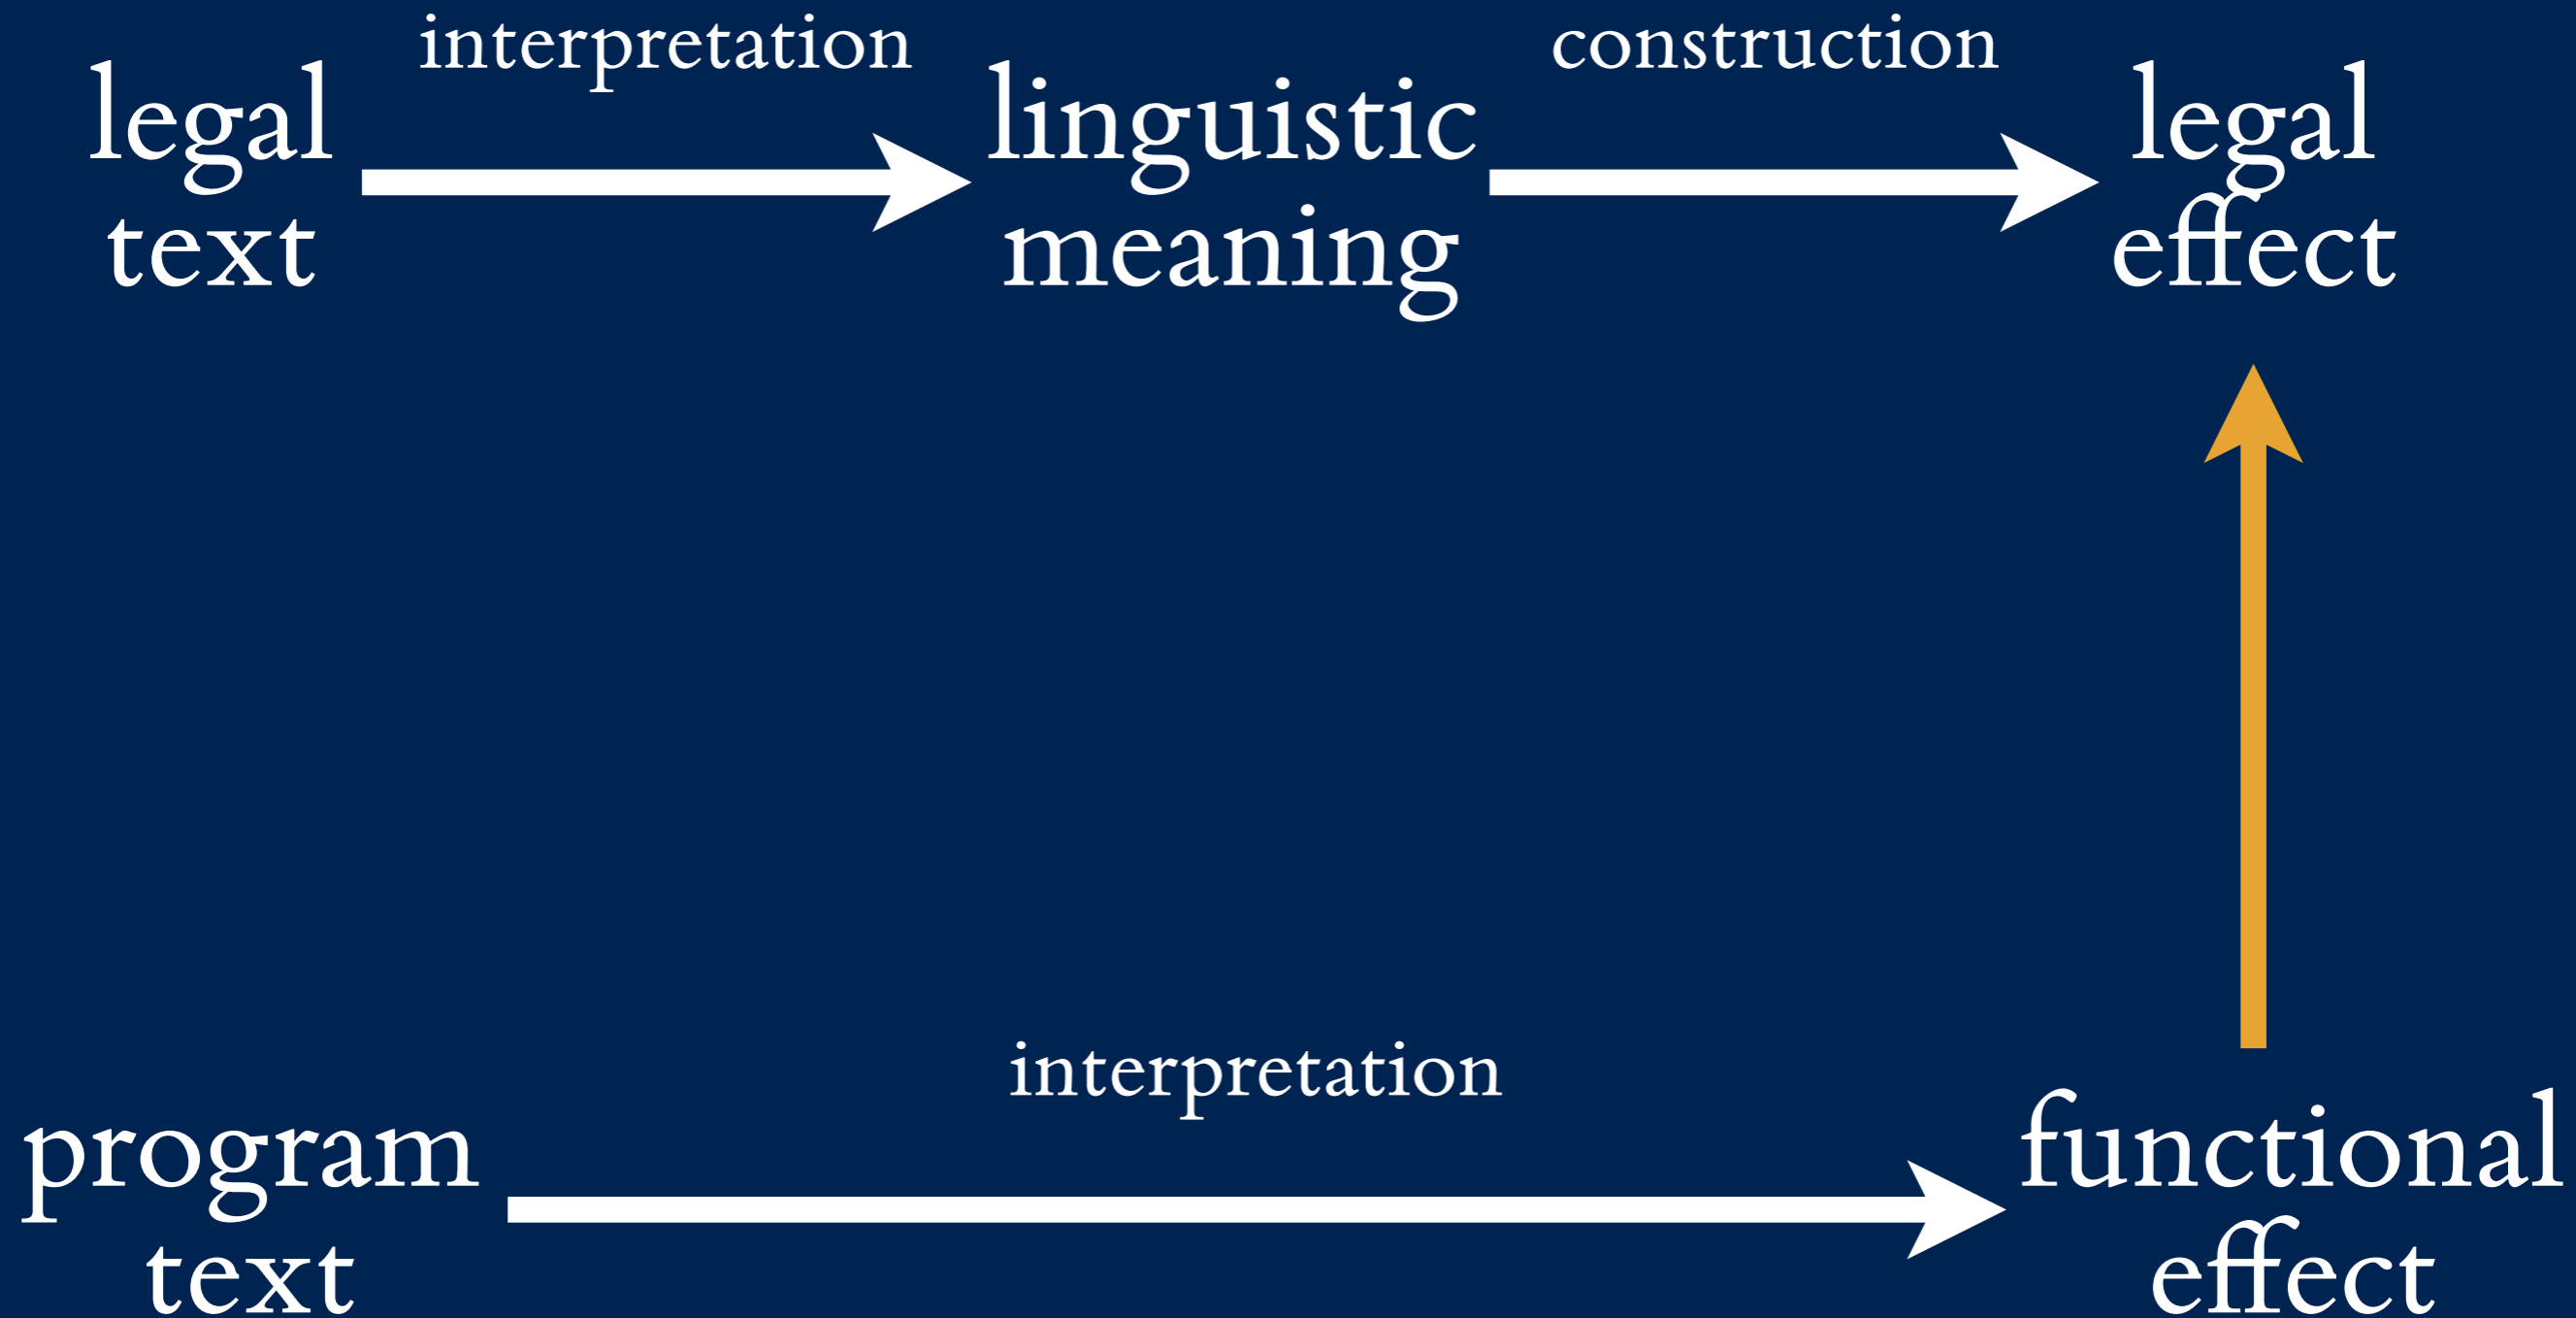 interpretation
construction
legal
text
linguistic
meaning
legal
effect
interpretation
program
text
functional
effect